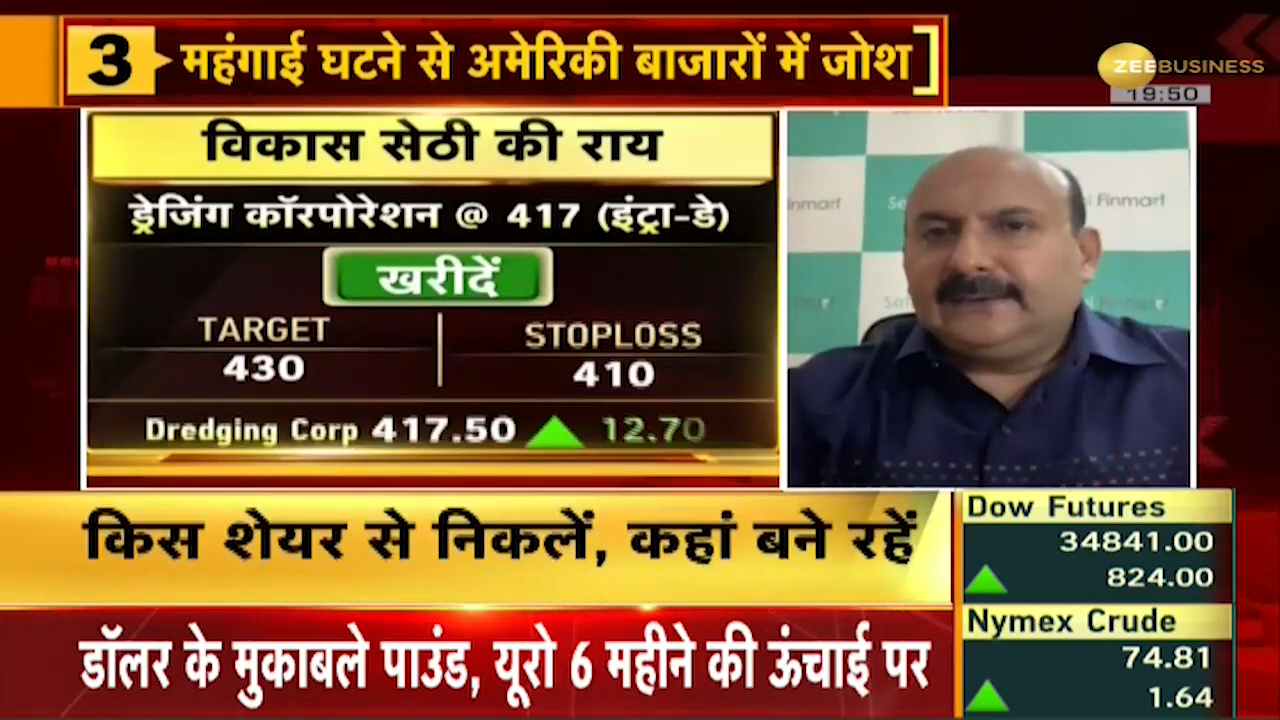 3 महंगाई घटने से अमेरिकी बाजारों में जोश
ZEEBUSINESS
19:50
विकास सेठी की राय
ड्रेजिंग कॉरपोरेशन @ 417 (इंट्रा-डे)
खरीदें
TARGET
430
STOPLOSS
410
Dredging Corp 417.50 12.70
Finmart
किस शेयर से निकलें, कहां बने रहें
डॉलर के मुकाबले पाउंड, यूरो 6 महीने की ऊंचाई पर
Dow Futures
34841.00
824.00
Nymex Crude
74.81
1.64